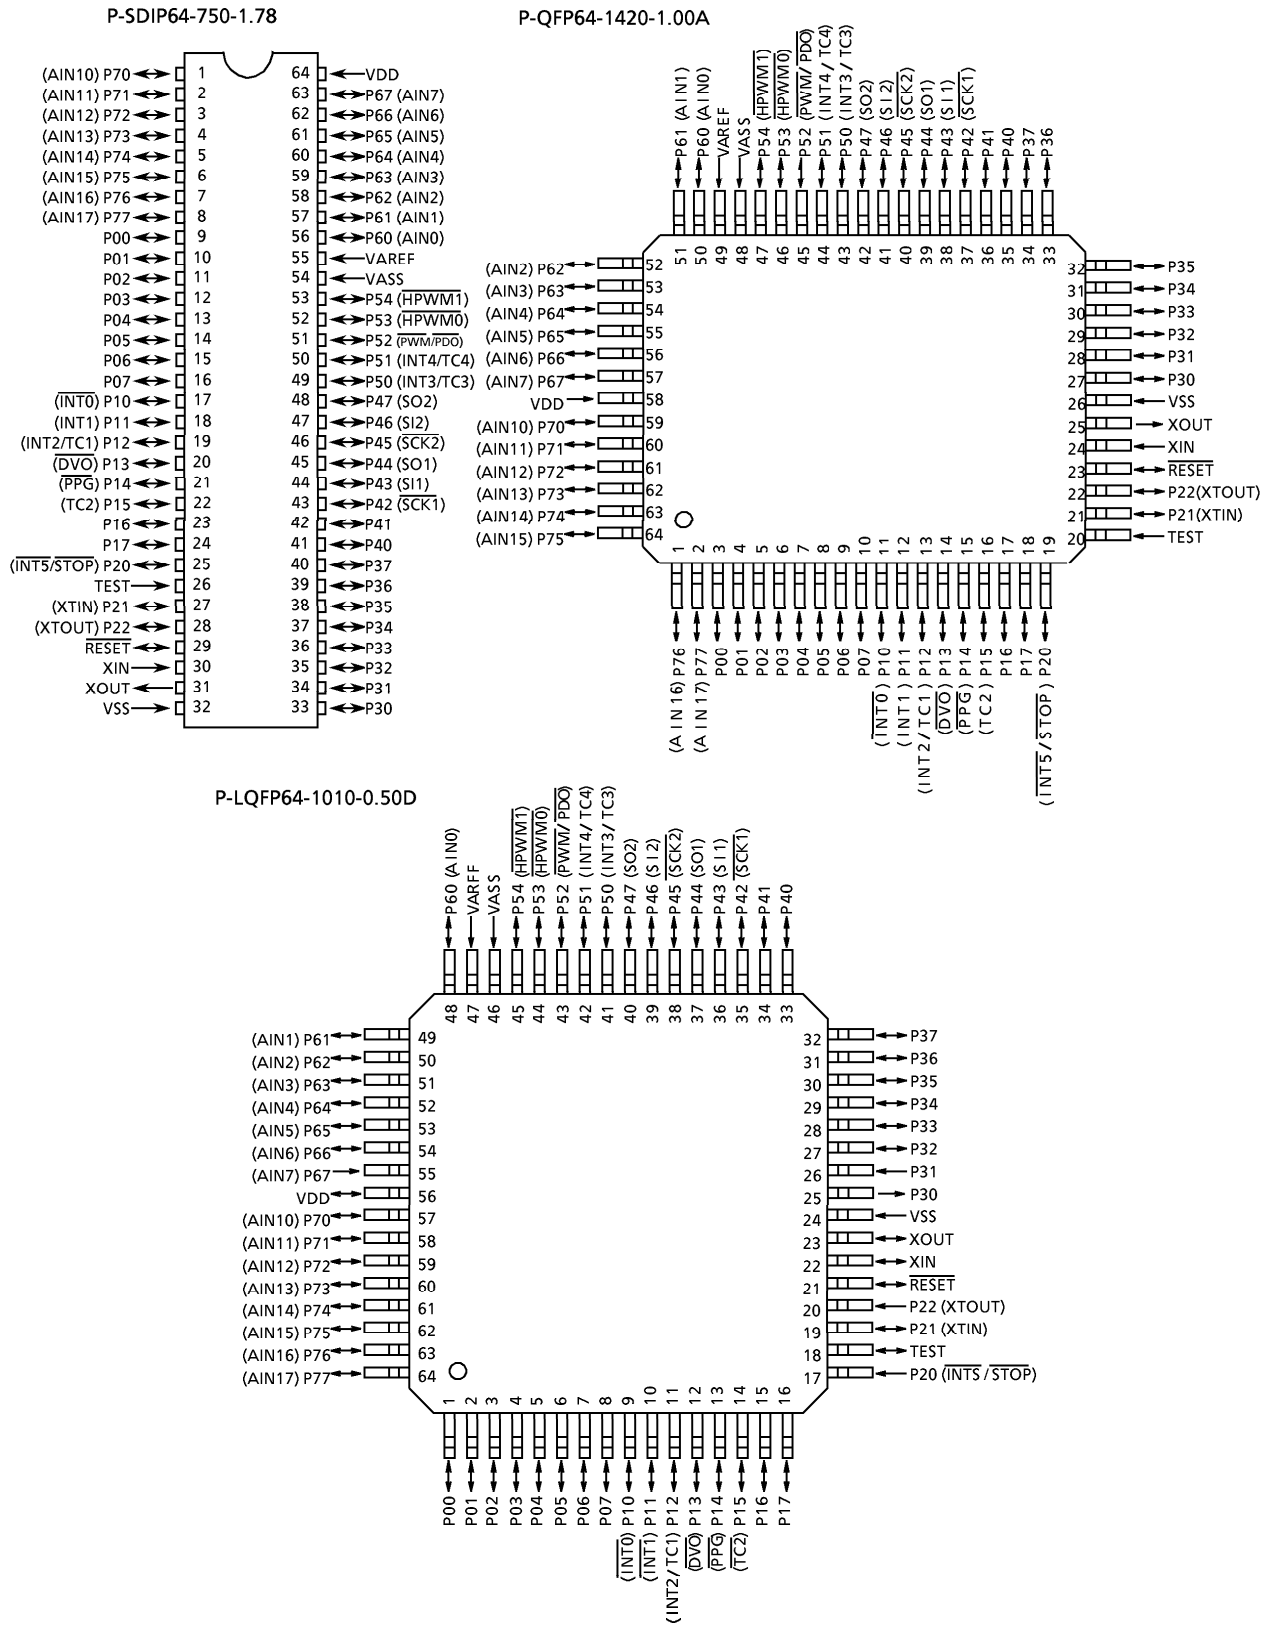 P-SDIP64-750-1.78
(AIN10) P70 1 64 VDD
(AIN11) P71 2 63 P67 (AIN7)
(AIN12) P72 3 62 P66 (AIN6)
(AIN13) P73 4 61 P65 (AIN5)
(AIN14) P74 5 60 P64 (AIN4)
(AIN15) P75 6 59 P63 (AIN3)
(AIN16) P76 7 58 P62 (AIN2)
(AIN17) P77 8 57 P61 (AIN1)
P00 9 56 P60 (AIN0)
P01 10 55 VAREF
P02 11 54 VASS
P03 12 53 P54 (HPWM1)
P04 13 52 P53 (HPWM0)
P05 14 51 P52 (PWM/PDO)
P06 15 50 P51 (INT4/TC4)
P07 16 49 P50 (INT3/TC3)
(INT0) P10 17 48 P47 (SO2)
(INT1) P11 18 47 P46 (SI2)
(INT2/TC1) P12 19 46 P45 (SCK2)
(DVO) P13 20 45 P44 (SO1)
(PPG) P14 21 44 P43 (SI1)
(TC2) P15 22 43 P42 (SCK1)
P16 23 42 P41
P17 24 41 P40
(INT5/STOP) P20 25 40 P37
TEST 26 39 P36
(XTIN) P21 27 38 P35
(XTOUT) P22 28 37 P34
RESET 29 36 P33
XIN 30 35 P32
XOUT 31 34 P31
VSS 32 33 P30
P-QFP64-1420-1.00A
P61 (AIN1)
P60 (AIN0)
VAREF
VASS
P54 (HPWM1)
P53 (HPWM0)
P52 (PWM/PDO)
P51 (INT4/TC4)
P50 (INT3/TC3)
P47 (SO2)
P46 (SI2)
P45 (SCK2)
P44 (SO1)
P43 (SI1)
P42 (SCK1)
P41
P40
P37
P36
51 50 49 48 47 46 45 44 43 42 41 40 39 38 37 36 35 34 33
(AIN2) P62 52 32 P35
(AIN3) P63 53 31 P34
(AIN4) P64 54 30 P33
(AIN5) P65 55 29 P32
(AIN6) P66 56 28 P31
(AIN7) P67 57 27 P30
VDD 58 26 VSS
(AIN10) P70 59 25 XOUT
(AIN11) P71 60 24 XIN
(AIN12) P72 61 23 RESET
(AIN13) P73 62 22 P22(XTOUT)
(AIN14) P74 63 21 P21(XTIN)
(AIN15) P75 64 20 TEST
1 2 3 4 5 6 7 8 9 10 11 12 13 14 15 16 17 18 19
(AIN16) P76
(AIN17) P77
P00
P01
P02
P03
P04
P05
P06
P07
(INT0) P10
(INT1) P11
(INT2/TC1) P12
(DVO) P13
(PPG) P14
(TC2) P15
P16
P17
(INT5/STOP) P20
P-LQFP64-1010-0.50D
P60 (AIN0)
VARFF
VASS
P54 (HPWM1)
P53 (HPWM0)
P52 (PWM/PDO)
P51 (INT4/TC4)
P50 (INT3/TC3)
P47 (SO2)
P46 (SI2)
P45 (SCK2)
P44 (SO1)
P43 (SI1)
P42 (SCK1)
P41
P40
48 47 46 45 44 43 42 41 40 39 38 37 36 35 34 33
(AIN1) P61 49 32 P37
(AIN2) P62 50 31 P36
(AIN3) P63 51 30 P35
(AIN4) P64 52 29 P34
(AIN5) P65 53 28 P33
(AIN6) P66 54 27 P32
(AIN7) P67 55 26 P31
VDD 56 25 P30
(AIN10) P70 57 24 VSS
(AIN11) P71 58 23 XOUT
(AIN12) P72 59 22 XIN
(AIN13) P73 60 21 RESET
(AIN14) P74 61 20 P22 (XTOUT)
(AIN15) P75 62 19 P21 (XTIN)
(AIN16) P76 63 18 TEST
(AIN17) P77 64 17 P20 (INTS/STOP)
1 2 3 4 5 6 7 8 9 10 11 12 13 14 15 16
P00
P01
P02
P03
P04
P05
P06
P07
(INT0) P10
(INT1) P11
(INT2/TC1) P12
(DVO) P13
(PPG) P14
(TC2) P15
P16
P17